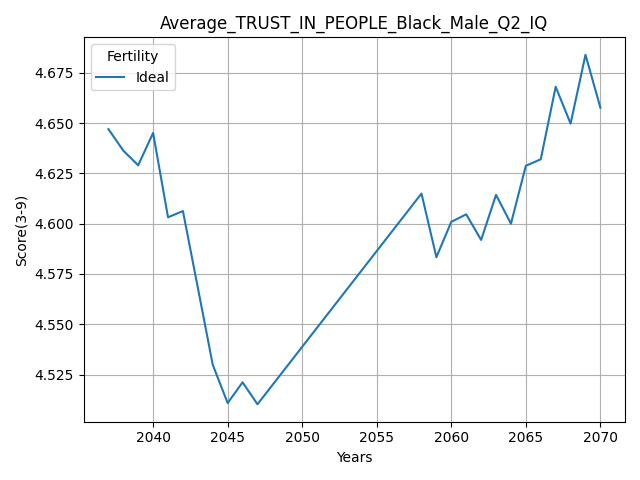 Average_TRUST_IN_PEOPLE_Black_Male_Q2_IQ
Fertility
Ideal
Score(3-9)
4.675
4.650
4.625
4.600
4.575
4.550
4.525
2040 2045 2050 2055 2060 2065 2070
Years